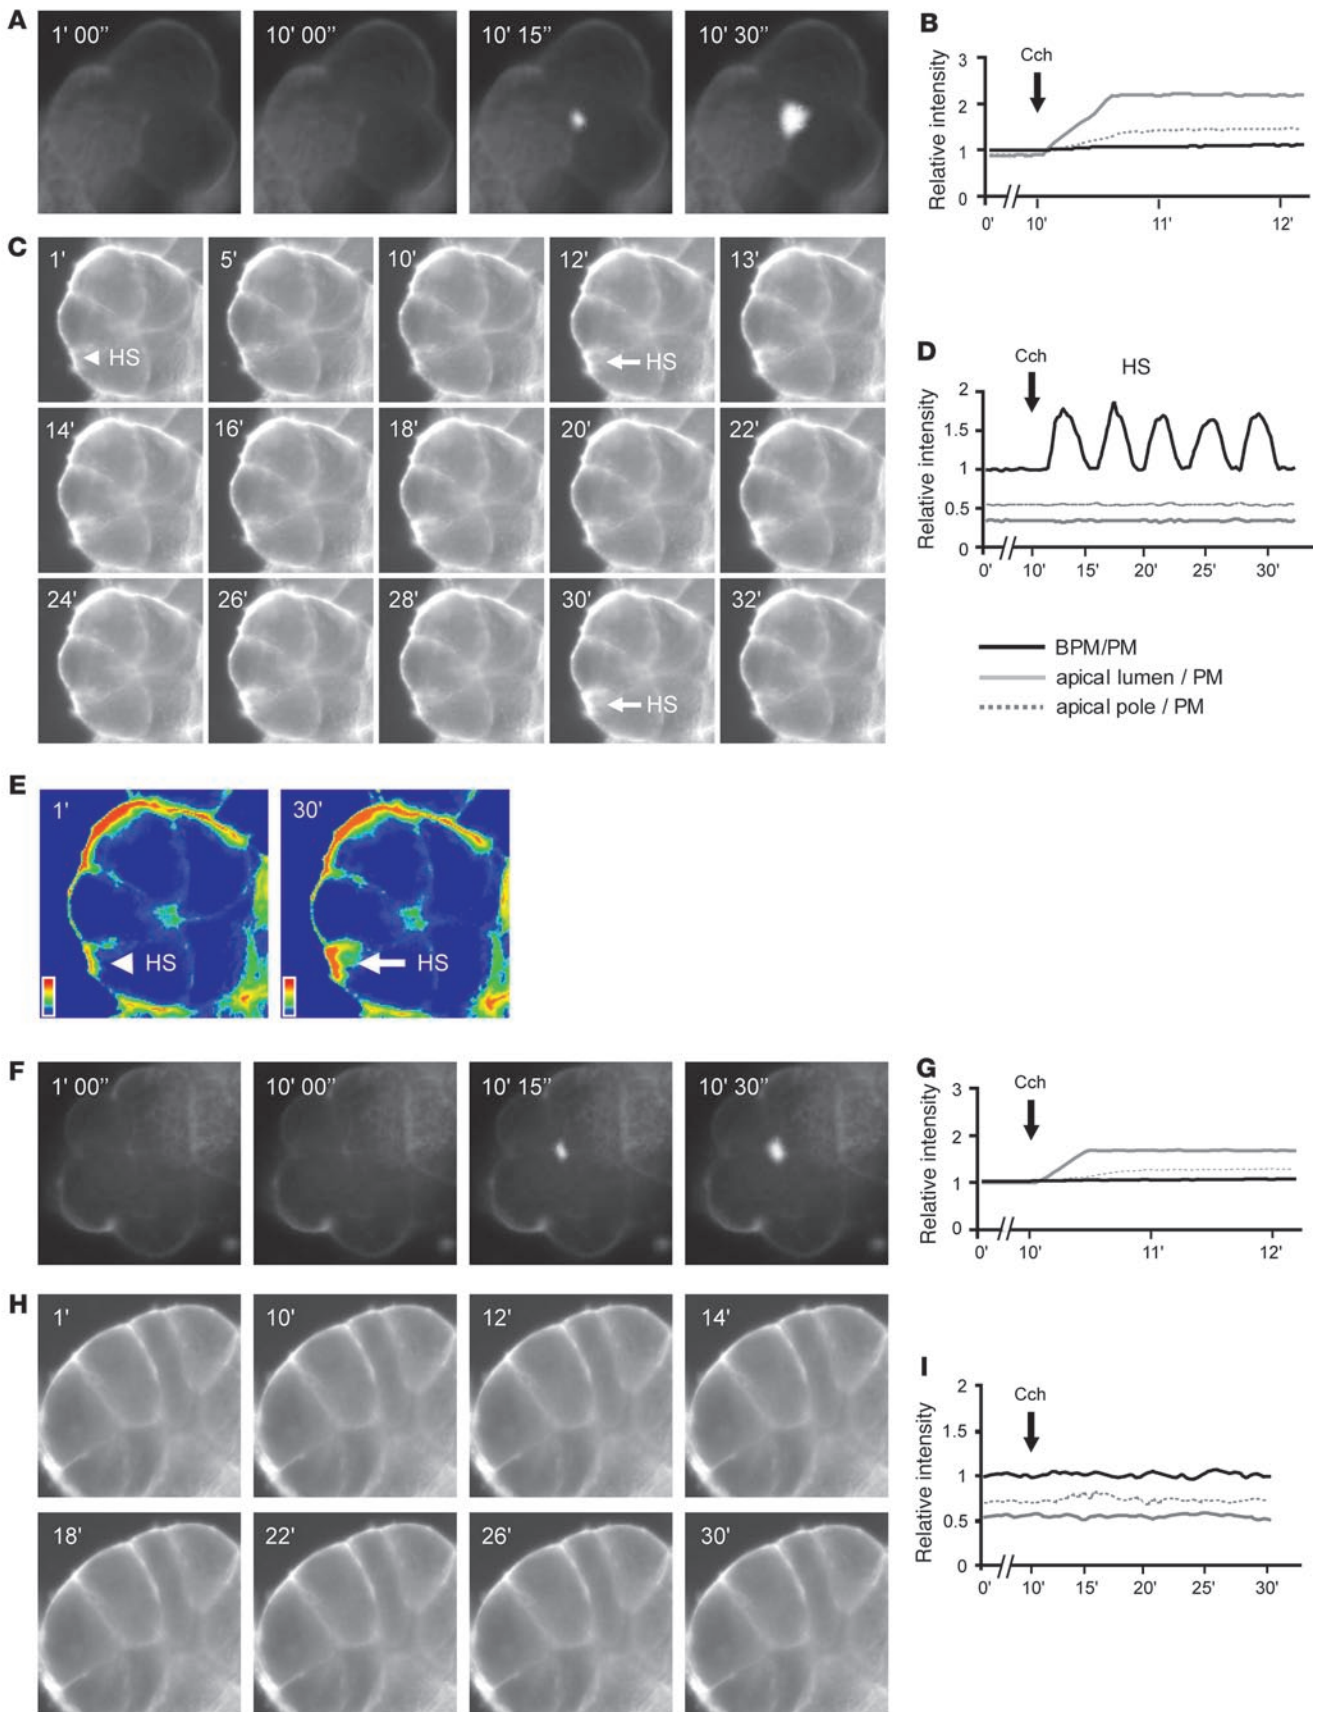 A
1' 00”
10' 00”
10' 15”
10' 30”
B
Relative intensity
3
2
1
0
Cch
0'
10'
11'
12'
C
1'
5'
10'
12'
13'
HS
HS
14'
16'
18'
20'
22'
24'
26'
28'
30'
32'
HS
D
Relative intensity
2
1.5
1
0.5
0
Cch
HS
0'
10'
15'
20'
25'
30'
BPM/PM
apical lumen / PM
apical pole / PM
E
1'
HS
30'
HS
F
1' 00”
10' 00”
10' 15”
10' 30”
G
Relative intensity
3
2
1
0
Cch
0'
10'
11'
12'
H
1'
10'
12'
14'
18'
22'
26'
30'
I
Relative intensity
2
1.5
1
0.5
0
Cch
0'
10'
15'
20'
25'
30'